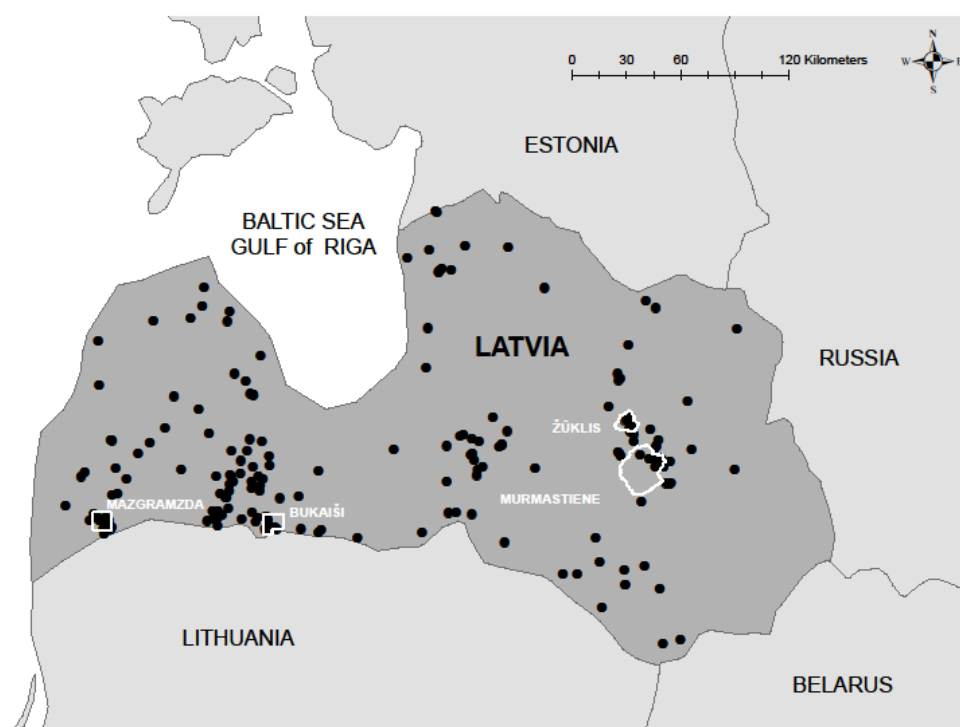 N
0 30 60 120 Kilometers
W E
S
ESTONIA
BALTIC SEA
GULF of RIGA
LATVIA
RUSSIA
ŽŪKLIS
MURMASTIENE
MAZGRAMZDA
BUKAIŠI
LITHUANIA
BELARUS